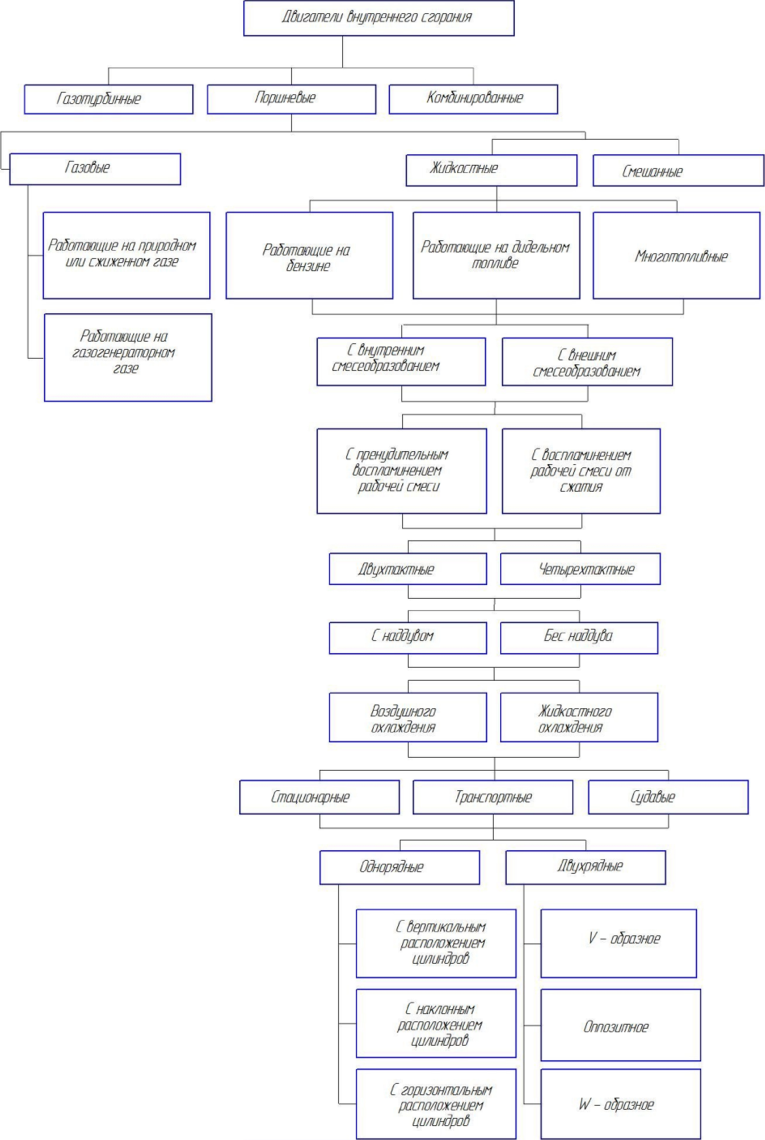 Двигатели внутреннего сгорания
Газотурбинные
Поршневые
Комбинированные
Газовые
Жидкостные
Смешанные
Работающие на природном
или сжиженном газе
Работающие на
бензине
Работающие на дидельном
топливе
Многотопливные
Работающие на
газогенераторном
газе
С внутренним
смесеобразованием
С внешним
смесеобразованием
С пренудительным
воспламинением
рабочей смеси
С воспламинением
рабочей смеси от
сжатия
Двухтактные
Четырехтактные
С наддувом
Бес наддува
Воздушного
охлаждения
Жидкостного
охлаждения
Стационарные
Транспортные
Судавые
Однорядные
Двухрядные
С вертикальным
расположением
цилиндров
V – образное
С наклонным
расположением
цилиндров
Оппозитное
С горизонтальным
расположением
цилиндров
W – образное